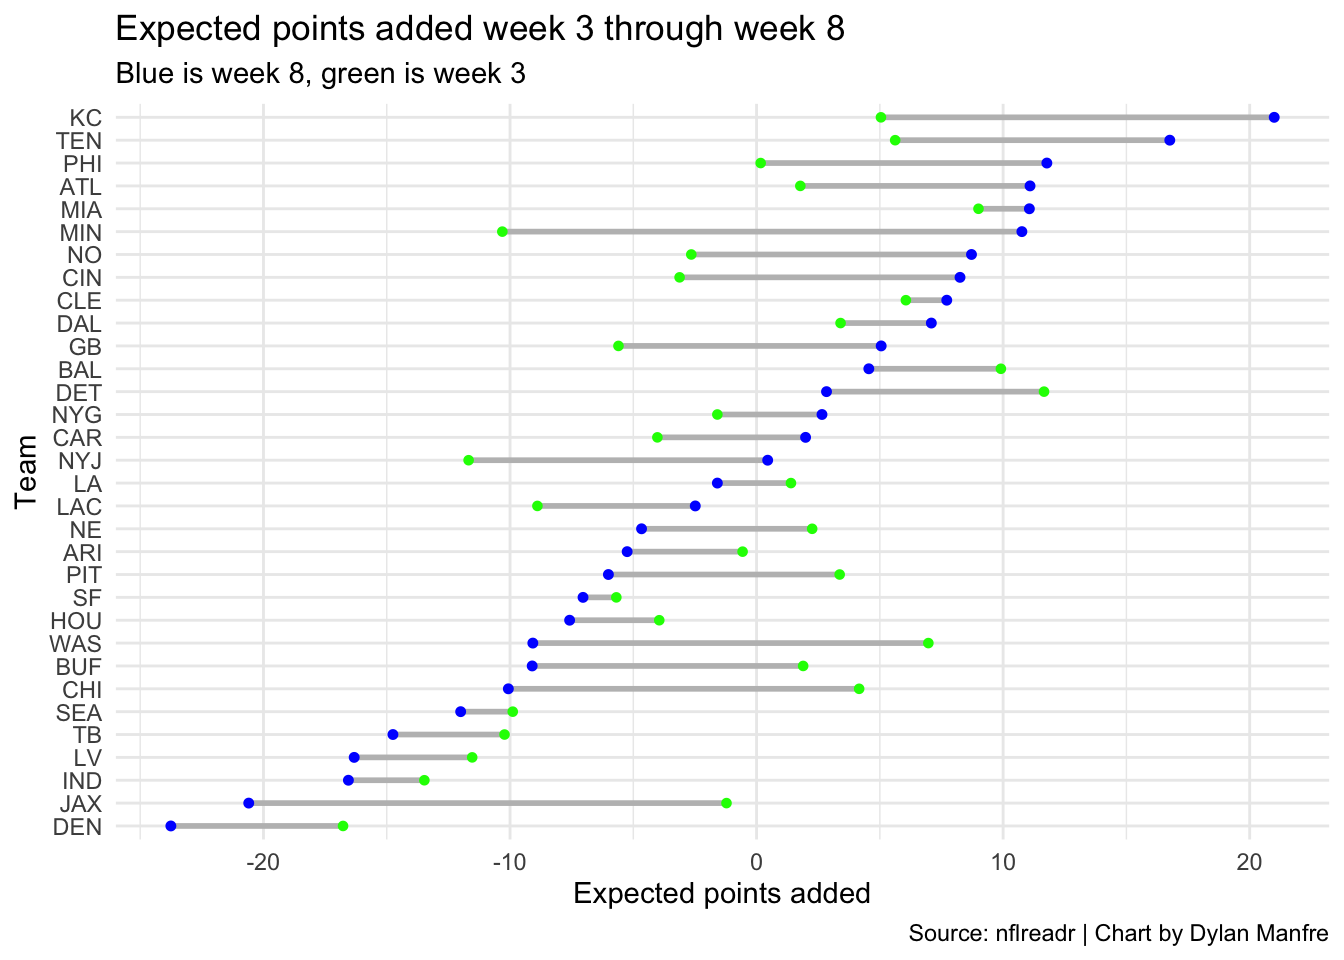 Expected points added week 3 through week 8
Blue is week 8, green is week 3
Team
KC
TEN
PHI
ATL
MIA
MIN
NO
CIN
CLE
DAL
GB
BAL
DET
NYG
CAR
NYJ
LA
LAC
NE
ARI
PIT
SF
HOU
WAS
BUF
CHI
SEA
TB
LV
IND
JAX
DEN
-20 -10 0 10 20
Expected points added
Source: nflreadr | Chart by Dylan Manfre